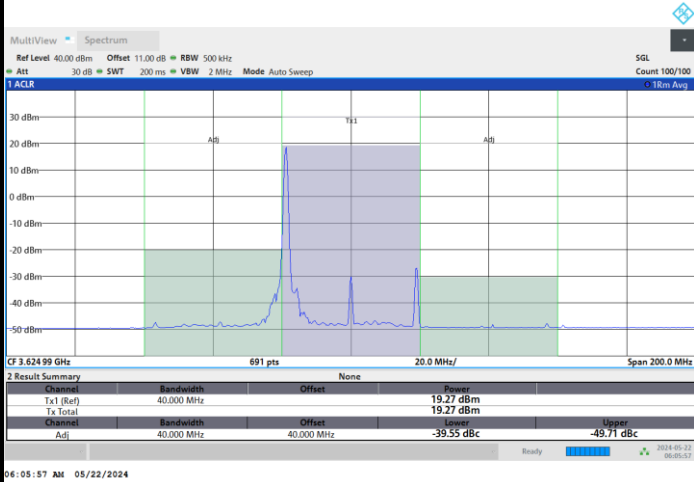 MultiView Spectrum
Ref Level 40.00 dBm Offset 11.00 dB RBW 500 kHz SGL
Att 30 dB SWT 200 ms VBW 2 MHz Mode Auto Sweep Count 100/100
1 ACLR 1Rm Avg
30 dBm
Tx1
20 dBm Adj Adj
10 dBm
0 dBm
-10 dBm
-20 dBm
-30 dBm
-40 dBm
-50 dBm
CF 3.624 99 GHz 691 pts 20.0 MHz/ Span 200.0 MHz
2 Result Summary None
Channel Bandwidth Offset Power
Tx1 (Ref) 40.000 MHz 19.27 dBm
Tx Total 19.27 dBm
Channel Bandwidth Offset Lower Upper
Adj 40.000 MHz 40.000 MHz -39.55 dBc -49.71 dBc
Ready 2024-05-22
06:05:57
06:05:57 AM 05/22/2024